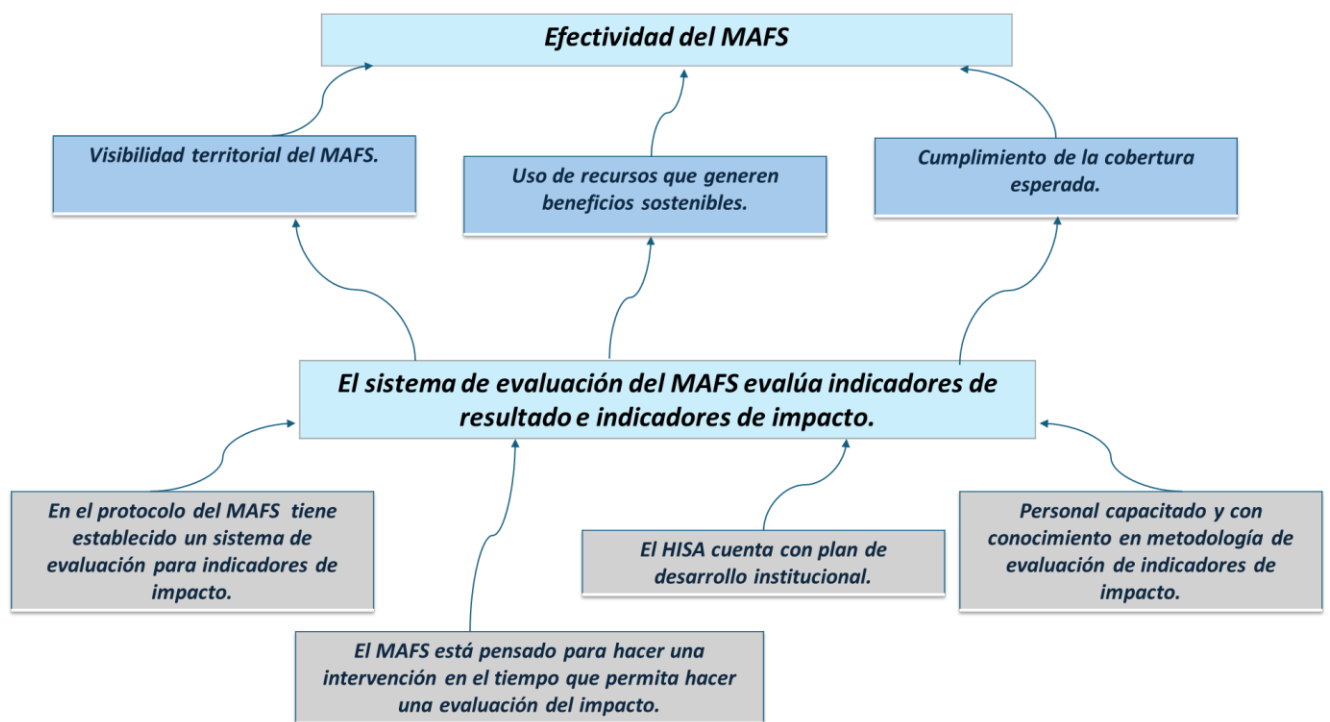 Efectividad del MAFS
Visibilidad territorial del MAFS.
Uso de recursos que generen
beneficios sostenibles.
Cumplimiento de la cobertura
esperada.
El sistema de evaluación del MAFS evalúa indicadores de
resultado e indicadores de impacto.
En el protocolo del MAFS tiene
establecido un sistema de
evaluación para indicadores de
impacto.
El MAFS está pensado para hacer una
intervención en el tiempo que permita hacer
una evaluación del impacto.
El HISA cuenta con plan de
desarrollo institucional.
Personal capacitado y con
conocimiento en metodología de
evaluación de indicadores de
impacto.